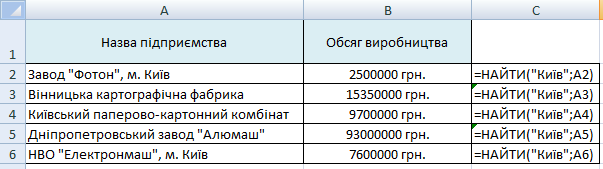 A B C
1 Назва підприємства Обсяг виробництва
2 Завод "Фотон", м. Київ 2500000 грн. =НАЙТИ("Київ";A2)
3 Вінницька картографічна фабрика 15350000 грн. =НАЙТИ("Київ";A3)
4 Київський паперово-картонний комбінат 9700000 грн. =НАЙТИ("Київ";A4)
5 Дніпропетровський завод "Алюмаш" 93000000 грн. =НАЙТИ("Київ";A5)
6 НВО "Електронмаш", м. Київ 7600000 грн. =НАЙТИ("Київ";A6)